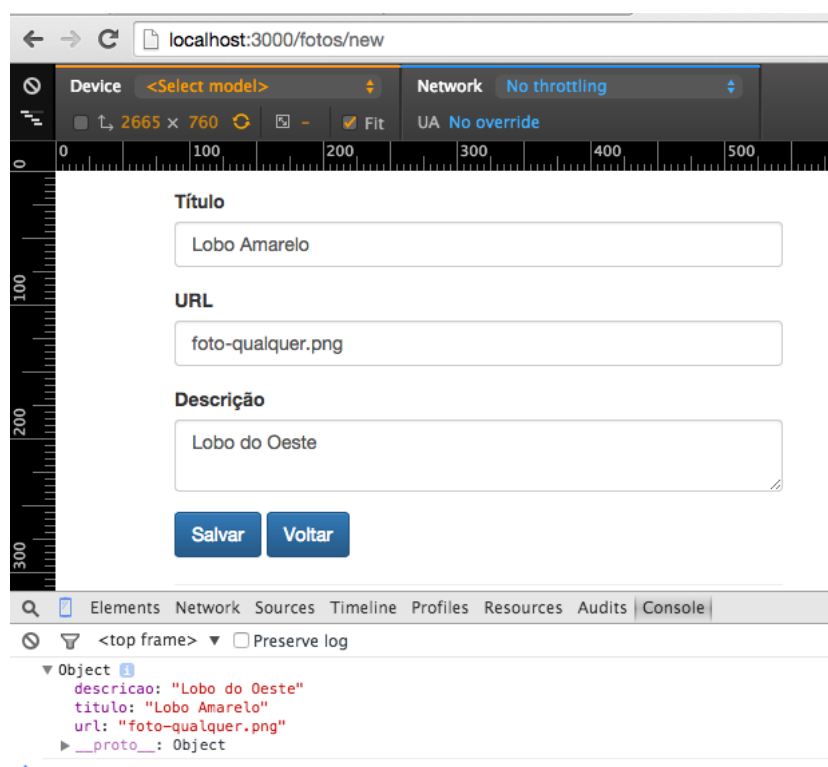 localhost:3000/fotos/new
Device <Select model> Network No throttling
2665 × 760 Fit UA No override
0 0 100 200 300 400 500
Título
Lobo Amarelo
100
URL
foto-qualquer.png
Descrição
200
Lobo do Oeste
Salvar Voltar
300
Elements Network Sources Timeline Profiles Resources Audits Console
<top frame> ▼ Preserve log
▼ Object i
descricao: "Lobo do Oeste"
titulo: "Lobo Amarelo"
url: "foto-qualquer.png"
▶ __proto__: Object